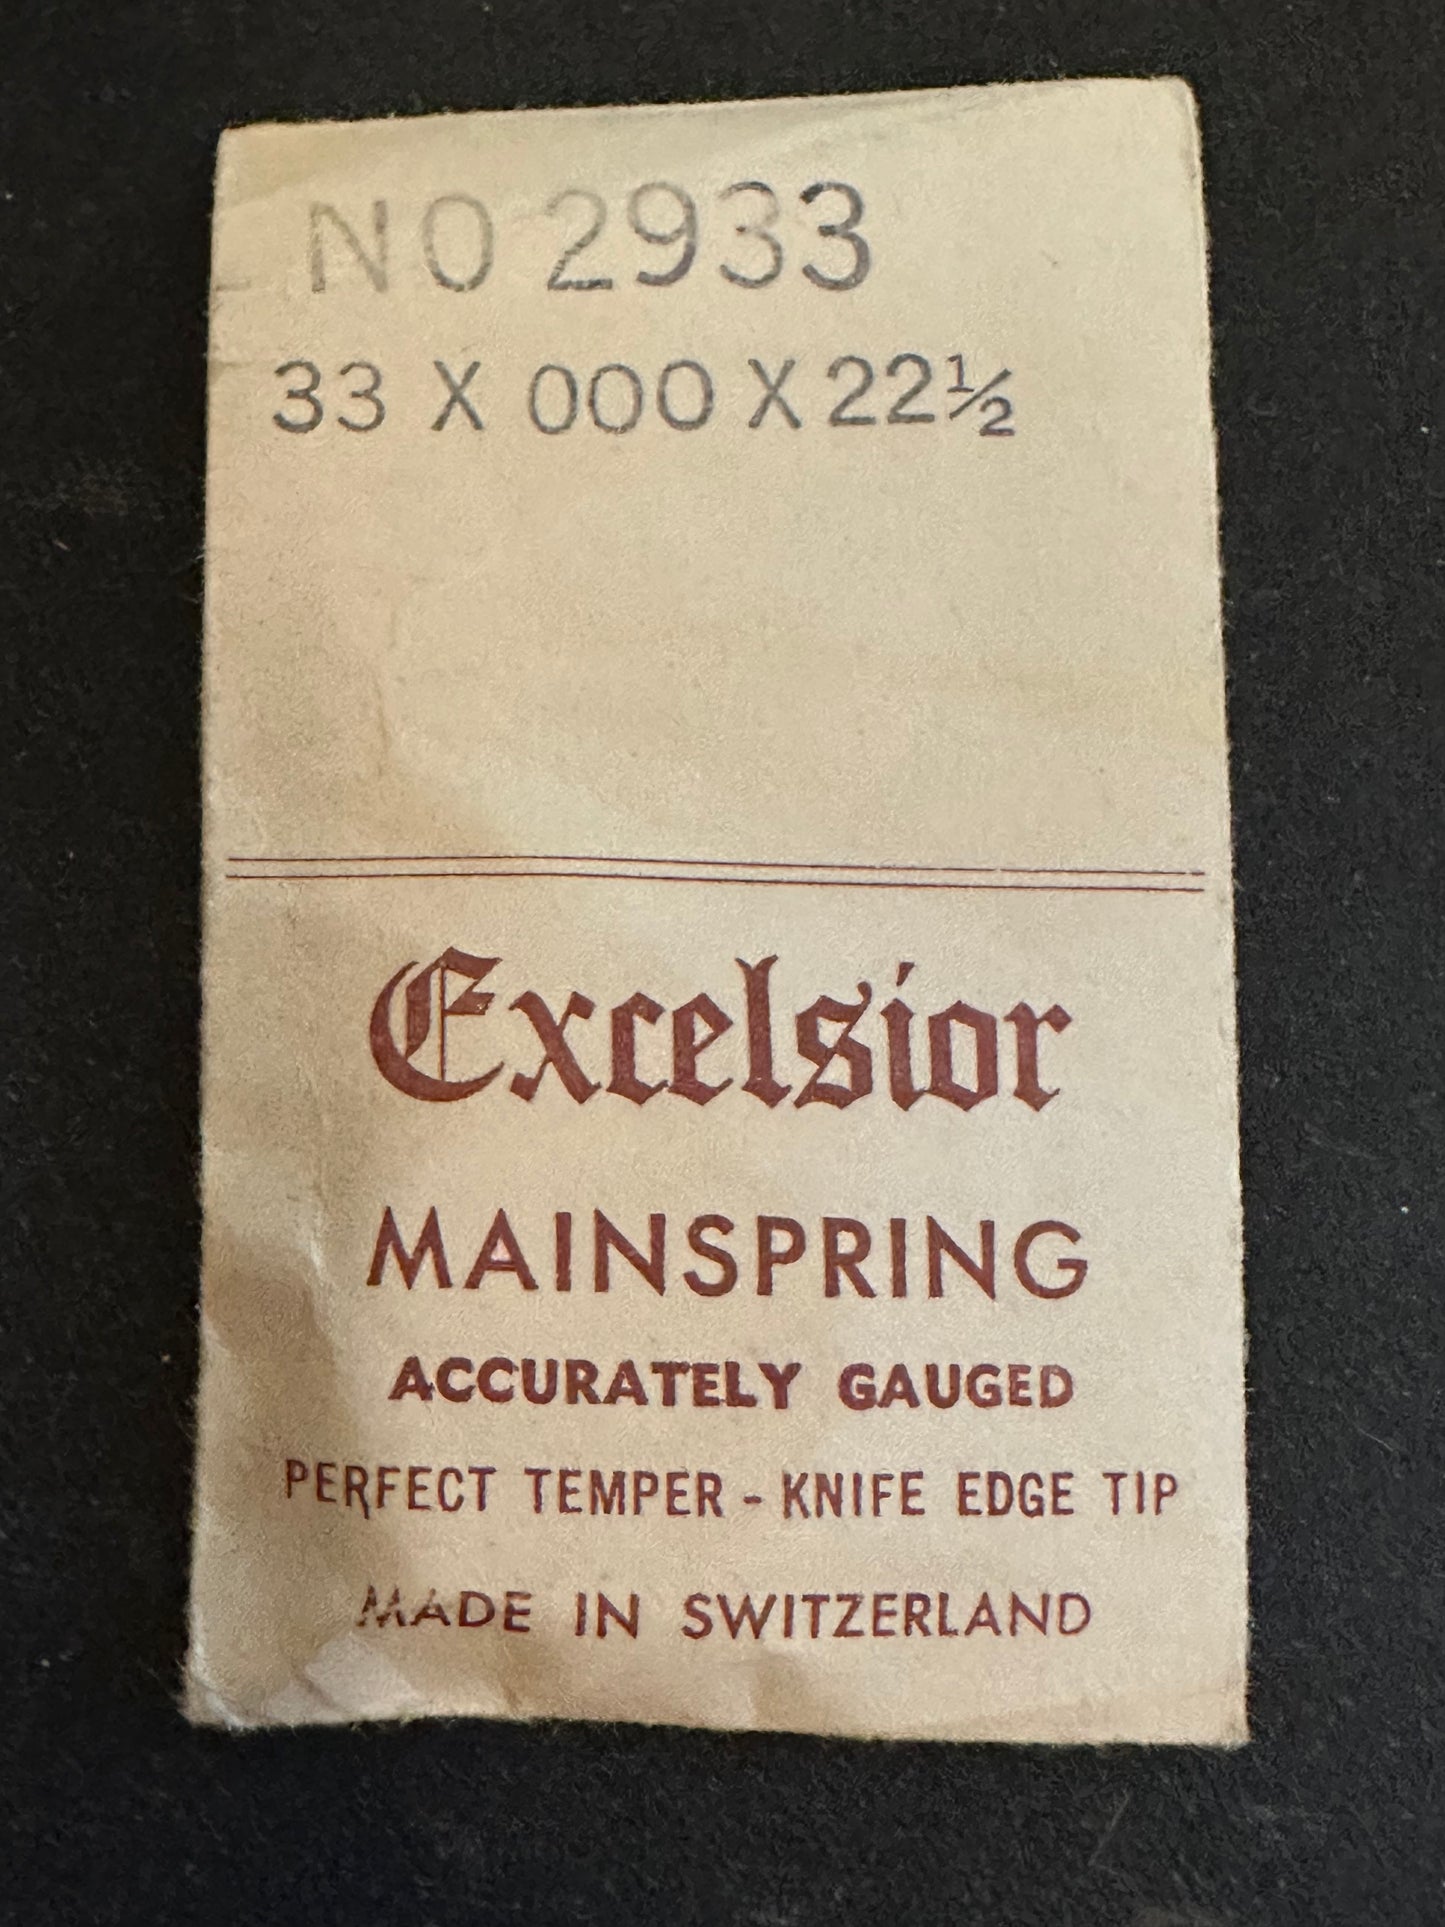 NO 2933
33 X 000 X 22½
Excelsior
MAINSPRING
ACCURATELY GAUGED
PERFECT TEMPER - KNIFE EDGE TIP
MADE IN SWITZERLAND